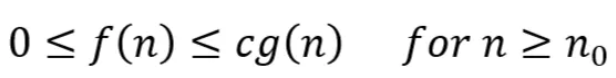 0 ≤ f(n) ≤ cg(n) for n ≥ n₀